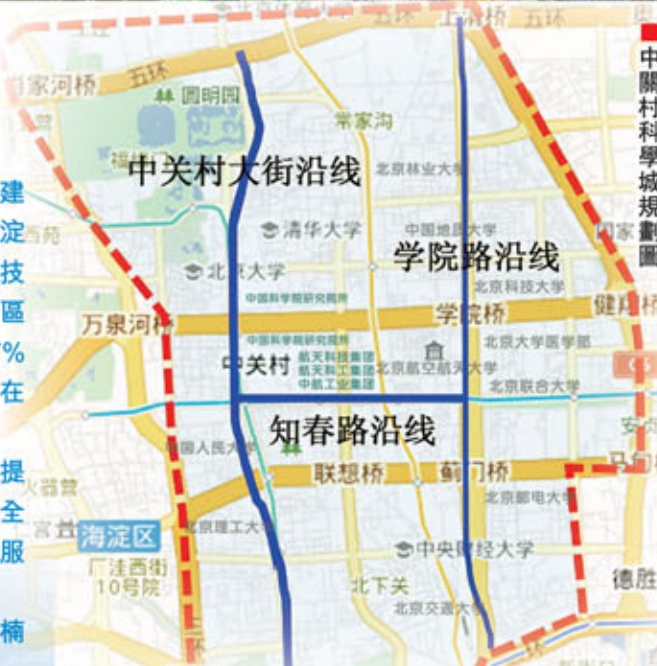 五环
上清桥
五环
五环
圆明园
常家沟
中关村大街沿线
北京林业大学
西苑
清华大学
中国地质大学
学院路沿线
北京大学
北京科技大学
中国科学院研究院所
万泉河桥
学院桥
健翔桥
中国科学院研究院所
北京大学医学部
中关村
航天科技集团
航天科工集团
中航工业集团
北京航空航天大学
北京联合大学
知春路沿线
中国人民大学
联想桥
蓟门桥
火器营
北京邮电大学
海淀区
北京理工大学
中央财经大学
厂洼西街
10号院
北下关
德胜
北京交通大学
中關村科學城規劃圖
建
淀
技
區
%
在
提
全
服
楠